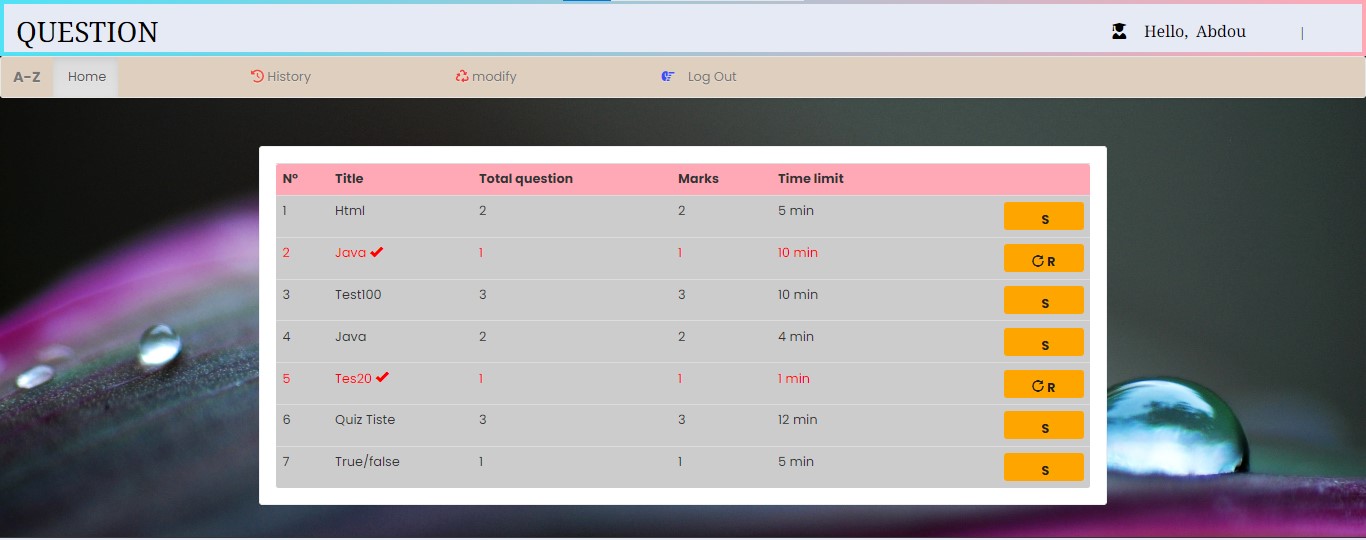 QUESTION
Hello, Abdou |
A-Z Home History modify Log Out
N° Title Total question Marks Time limit
1 Html 2 2 5 min S
2 Java 1 1 10 min R
3 Test100 3 3 10 min S
4 Java 2 2 4 min S
5 Tes20 1 1 1 min R
6 Quiz Tiste 3 3 12 min S
7 True/false 1 1 5 min S